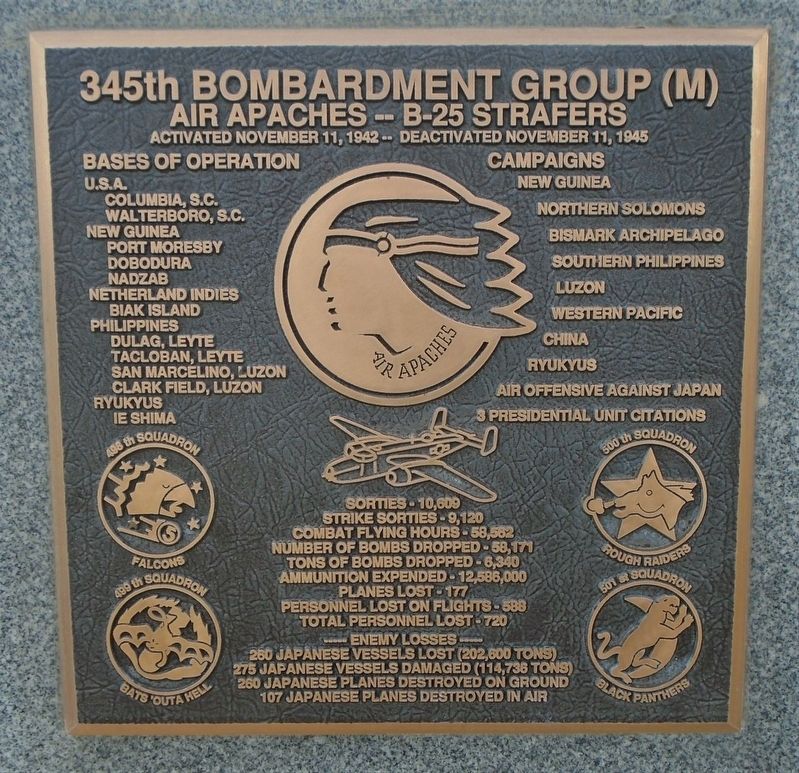 345th BOMBARDMENT GROUP (M)
AIR APACHES -- B-25 STRAFERS
ACTIVATED NOVEMBER 11, 1942 -- DEACTIVATED NOVEMBER 11, 1945
BASES OF OPERATION
U.S.A.
COLUMBIA, S.C.
WALTERBORO, S.C.
NEW GUINEA
PORT MORESBY
DOBODURA
NADZAB
NETHERLAND INDIES
BIAK ISLAND
PHILIPPINES
DULAG, LEYTE
TACLOBAN, LEYTE
SAN MARCELINO, LUZON
CLARK FIELD, LUZON
RYUKYUS
IE SHIMA
CAMPAIGNS
NEW GUINEA
NORTHERN SOLOMONS
BISMARK ARCHIPELAGO
SOUTHERN PHILIPPINES
LUZON
WESTERN PACIFIC
CHINA
RYUKYUS
AIR OFFENSIVE AGAINST JAPAN
3 PRESIDENTIAL UNIT CITATIONS
AIR APACHES
498 th SQUADRON
FALCONS
499 th SQUADRON
BATS 'OUTA HELL
SORTIES - 10,609
STRIKE SORTIES - 9,120
COMBAT FLYING HOURS - 58,562
NUMBER OF BOMBS DROPPED - 58,171
TONS OF BOMBS DROPPED - 6,340
AMMUNITION EXPENDED - 12,586,000
PLANES LOST - 177
PERSONNEL LOST ON FLIGHTS - 588
TOTAL PERSONNEL LOST - 720
----- ENEMY LOSSES -----
260 JAPANESE VESSELS LOST (202,600 TONS)
275 JAPANESE VESSELS DAMAGED (114,736 TONS)
260 JAPANESE PLANES DESTROYED ON GROUND
107 JAPANESE PLANES DESTROYED IN AIR
500 th SQUADRON
ROUGH RAIDERS
501 st SQUADRON
BLACK PANTHERS